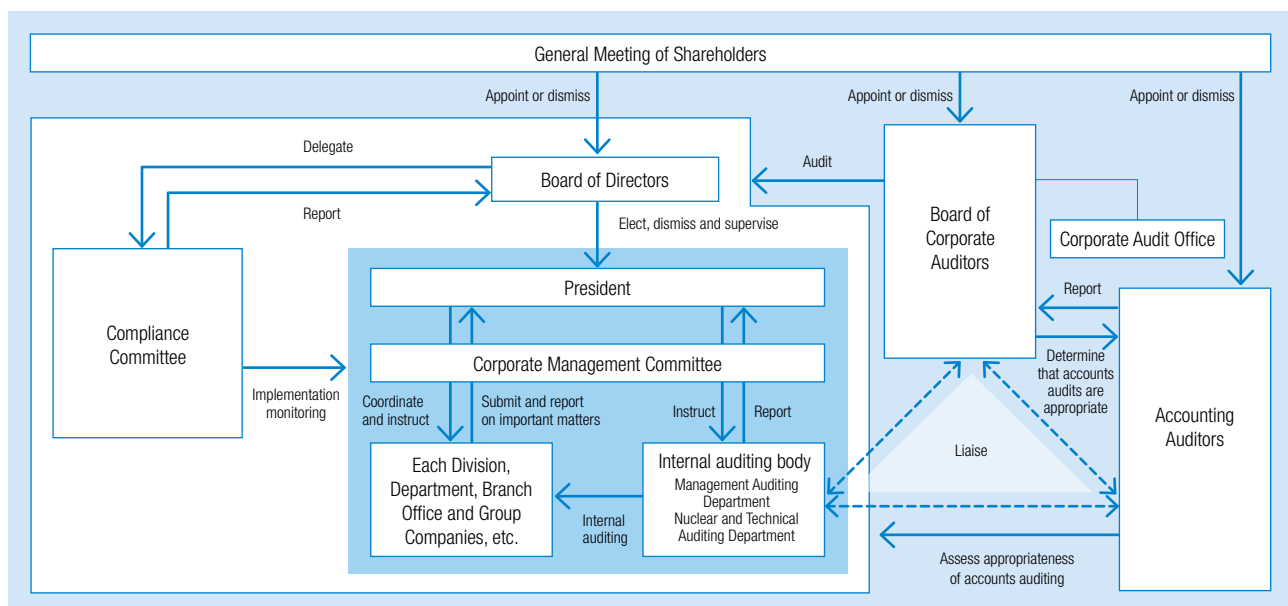 General Meeting of Shareholders
Appoint or dismiss
Appoint or dismiss
Appoint or dismiss
Delegate
Board of Directors
Audit
Report
Elect, dismiss and supervise
Board of
Corporate
Auditors
Corporate Audit Office
President
Report
Compliance
Committee
Corporate Management Committee
Determine
that accounts
audits are
appropriate
Implementation
monitoring
Coordinate
and instruct
Submit and report
on important matters
Instruct
Report
Accounting
Auditors
Liaise
Each Division,
Department, Branch
Office and Group
Companies, etc.
Internal
auditing
Internal auditing body
Management Auditing
Department
Nuclear and Technical
Auditing Department
Assess appropriateness
of accounts auditing